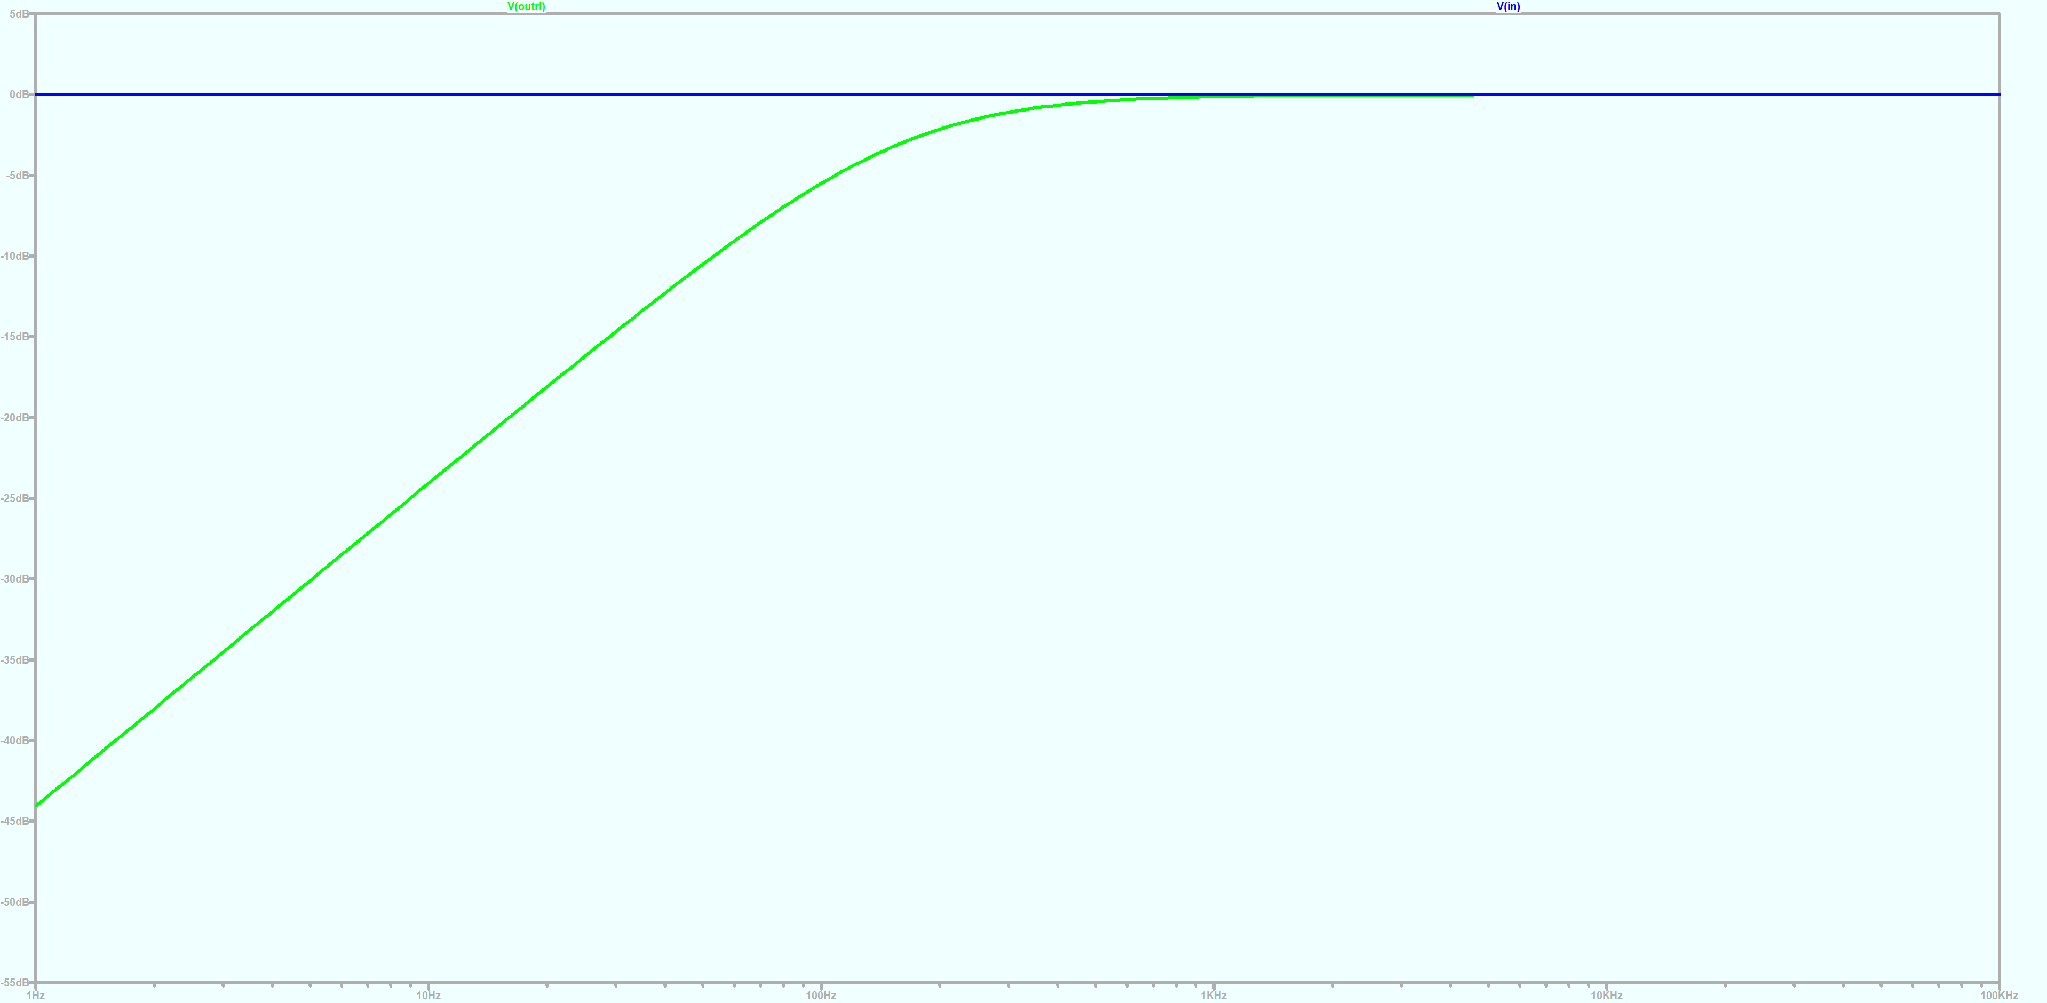 V(outrl) V(in)
5dB
0dB
-5dB
-10dB
-15dB
-20dB
-25dB
-30dB
-35dB
-40dB
-45dB
-50dB
-55dB
1Hz 10Hz 100Hz 1KHz 10KHz 100KHz